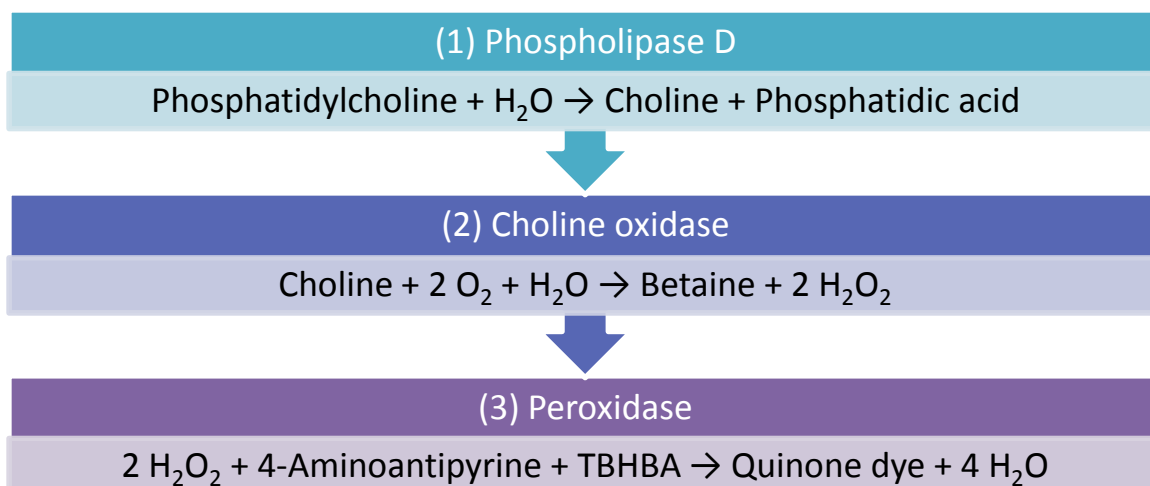 (1) Phospholipase D
Phosphatidylcholine + H₂O → Choline + Phosphatidic acid
(2) Choline oxidase
Choline + 2 O₂ + H₂O → Betaine + 2 H₂O₂
(3) Peroxidase
2 H₂O₂ + 4-Aminoantipyrine + TBHBA → Quinone dye + 4 H₂O